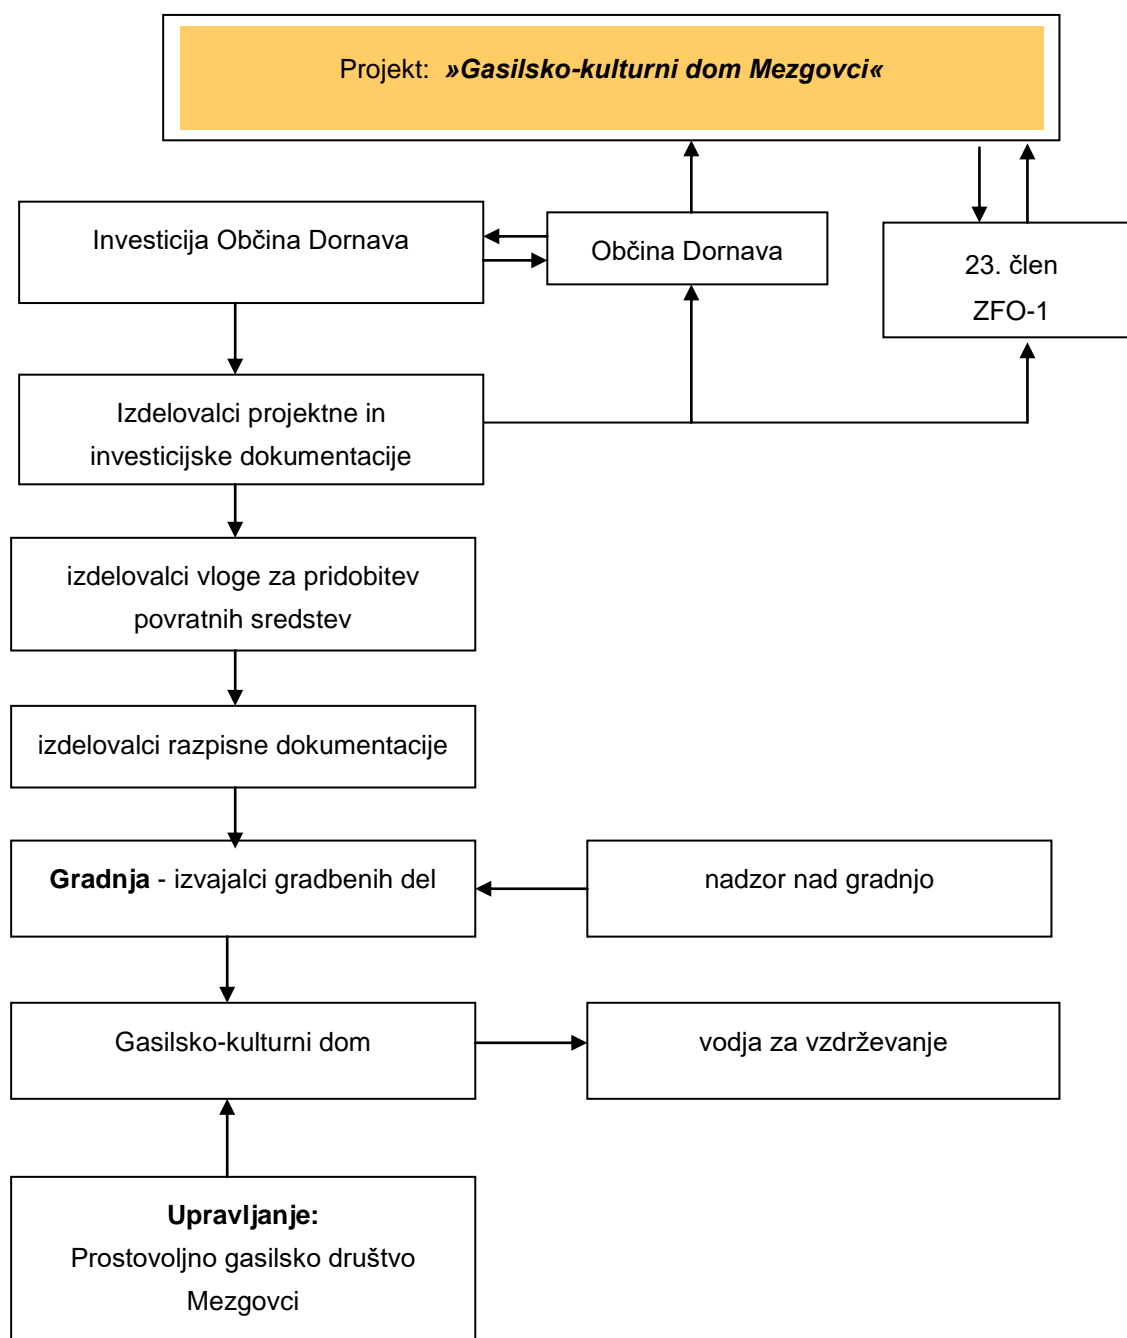 Projekt: »Gasilsko-kulturni dom Mezgovci«
Investicija Občina Dornava
Občina Dornava
23. člen
ZFO-1
Izdelovalci projektne in
investicijske dokumentacije
izdelovalci vloge za pridobitev
povratnih sredstev
izdelovalci razpisne dokumentacije
Gradnja - izvajalci gradbenih del
nadzor nad gradnjo
Gasilsko-kulturni dom
vodja za vzdrževanje
Upravljanje:
Prostovoljno gasilsko društvo
Mezgovci